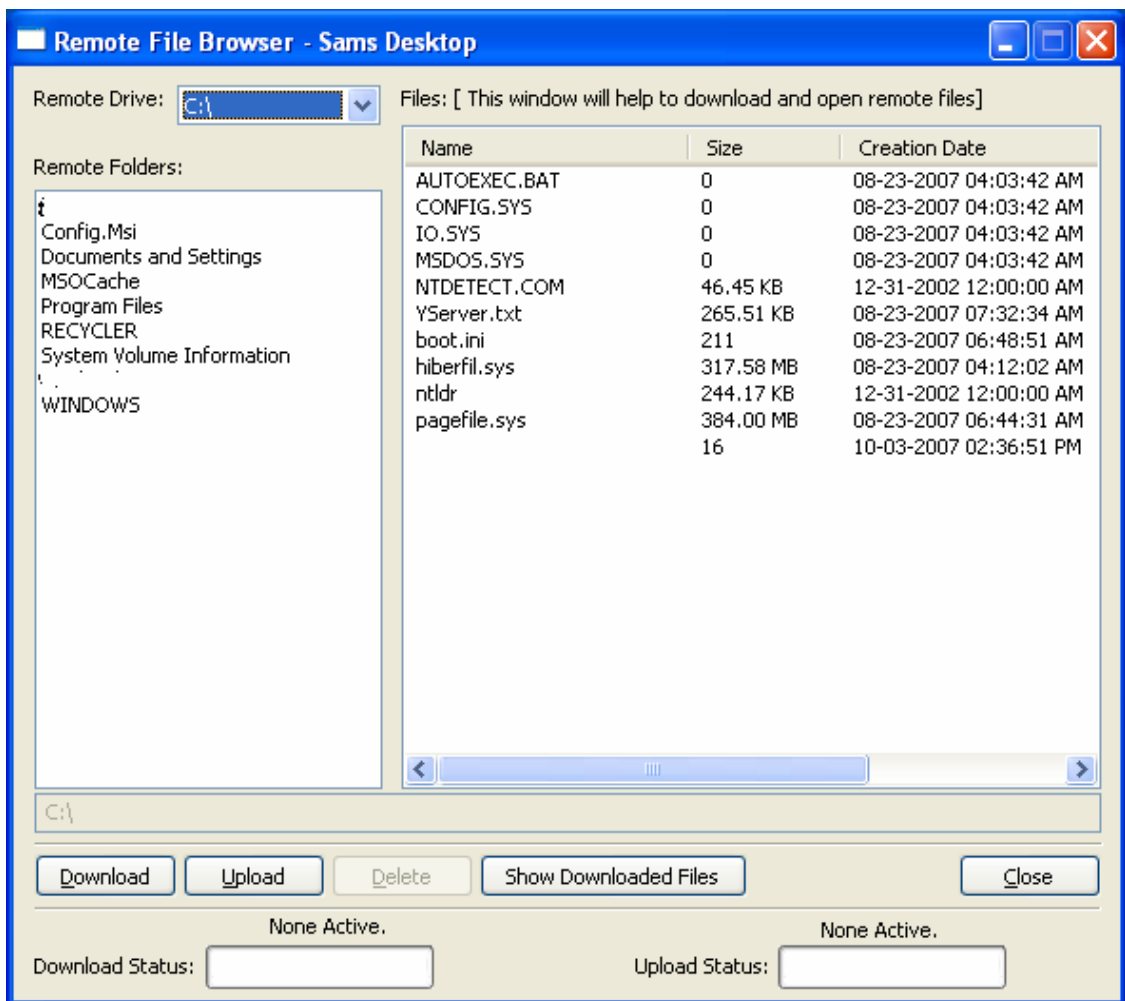 Remote File Browser - Sams Desktop
Remote Drive:
C:\
Files: [ This window will help to download and open remote files]
Remote Folders:
Config.Msi
Documents and Settings
MSOCache
Program Files
RECYCLER
System Volume Information
WINDOWS
Name Size Creation Date
AUTOEXEC.BAT 0 08-23-2007 04:03:42 AM
CONFIG.SYS 0 08-23-2007 04:03:42 AM
IO.SYS 0 08-23-2007 04:03:42 AM
MSDOS.SYS 0 08-23-2007 04:03:42 AM
NTDETECT.COM 46.45 KB 12-31-2002 12:00:00 AM
YServer.txt 265.51 KB 08-23-2007 07:32:34 AM
boot.ini 211 08-23-2007 06:48:51 AM
hiberfil.sys 317.58 MB 08-23-2007 04:12:02 AM
ntldr 244.17 KB 12-31-2002 12:00:00 AM
pagefile.sys 384.00 MB 08-23-2007 06:44:31 AM
16 10-03-2007 02:36:51 PM
C:\
Download Upload Delete Show Downloaded Files Close
None Active. None Active.
Download Status: Upload Status: